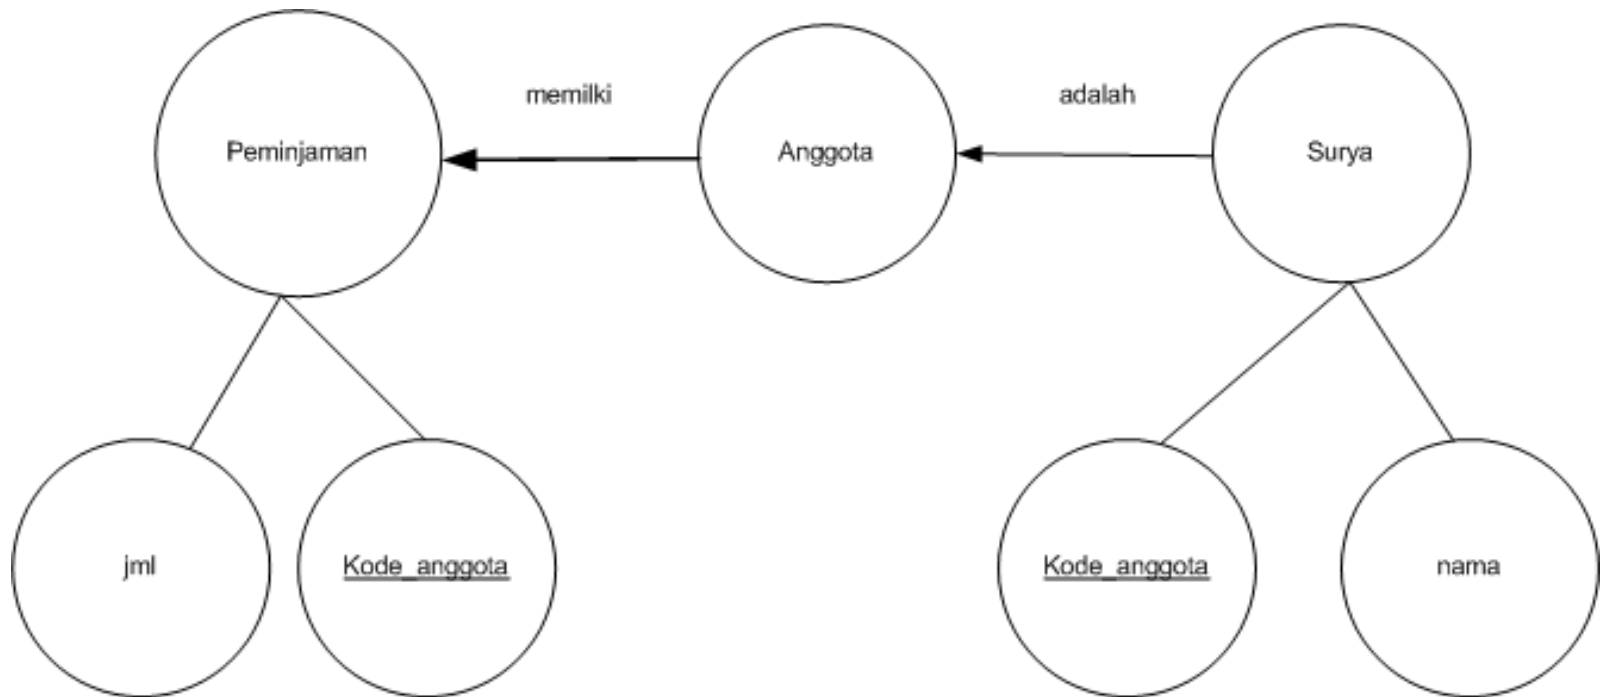 memilki
adalah
Peminjaman
Anggota
Surya
jml
Kode_anggota
Kode_anggota
nama